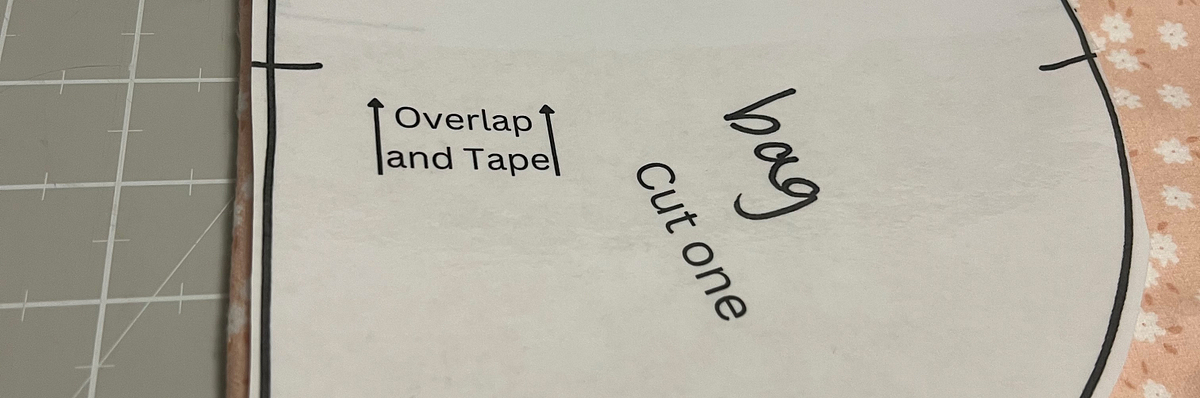 Overlap
and Tape
bag
Cut one